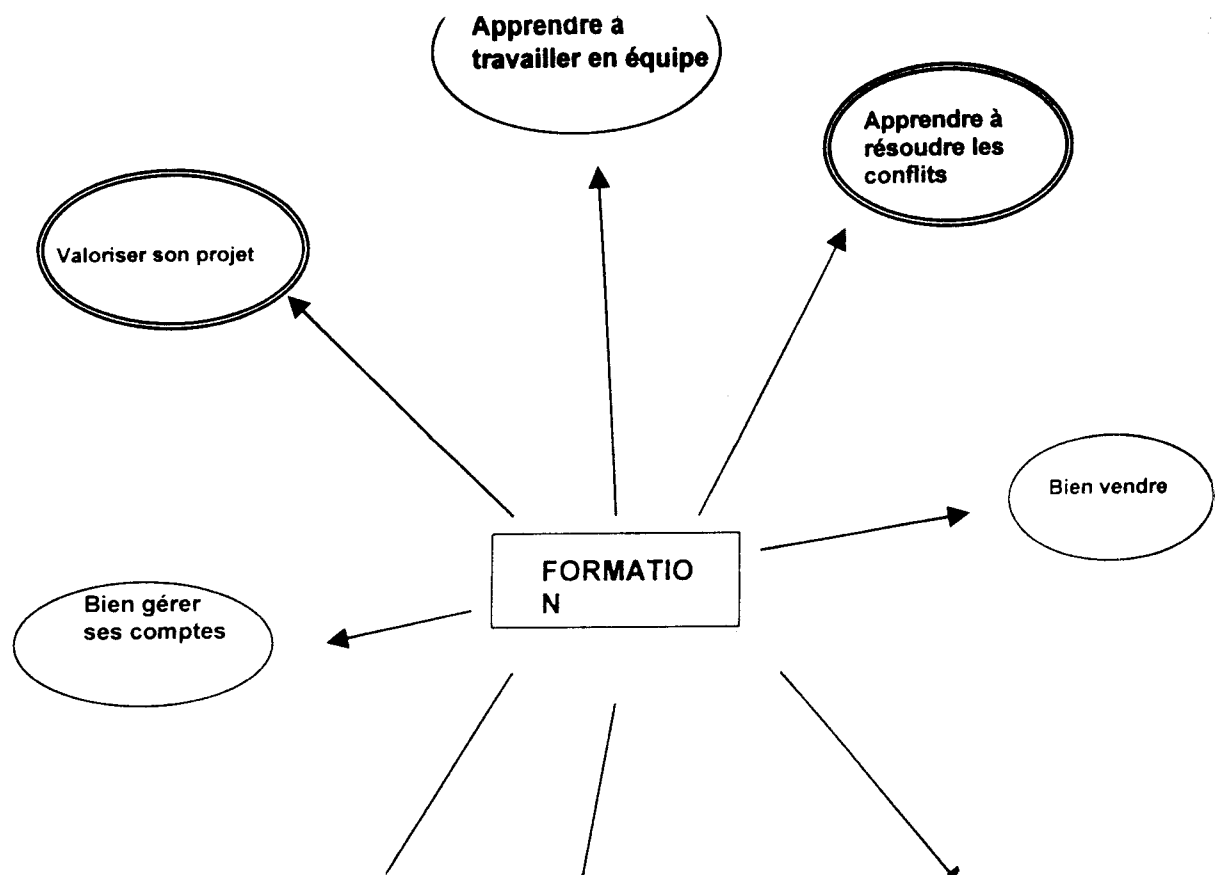 Apprendre à
travailler en équipe
Apprendre à
résoudre les
conflits
Valoriser son projet
Bien vendre
FORMATIO
N
Bien gérer
ses comptes